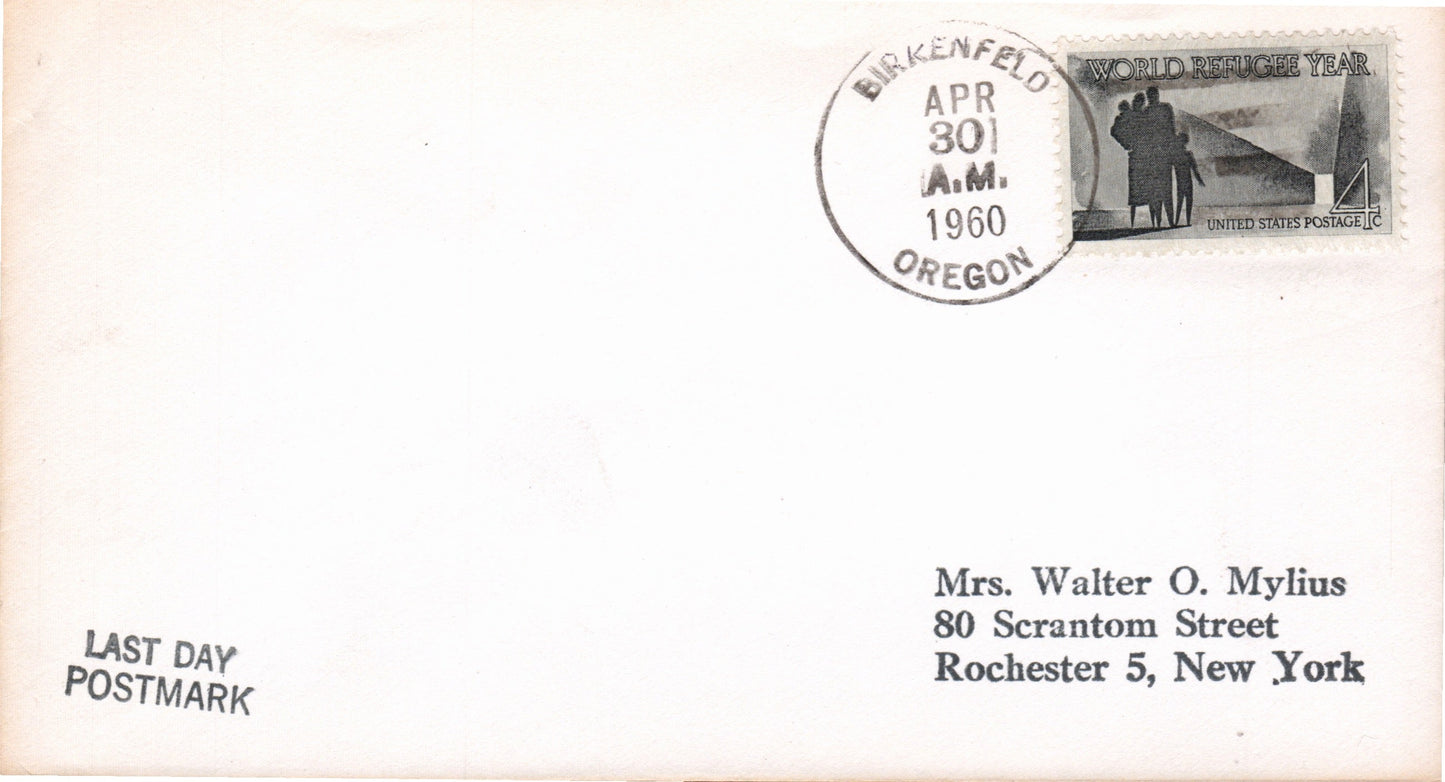 BIRKENFELD
APR
30
A.M.
1960
OREGON
WORLD REFUGEE YEAR
UNITED STATES POSTAGE 4c
Mrs. Walter O. Mylius
80 Scrantom Street
Rochester 5, New York
LAST DAY
POSTMARK